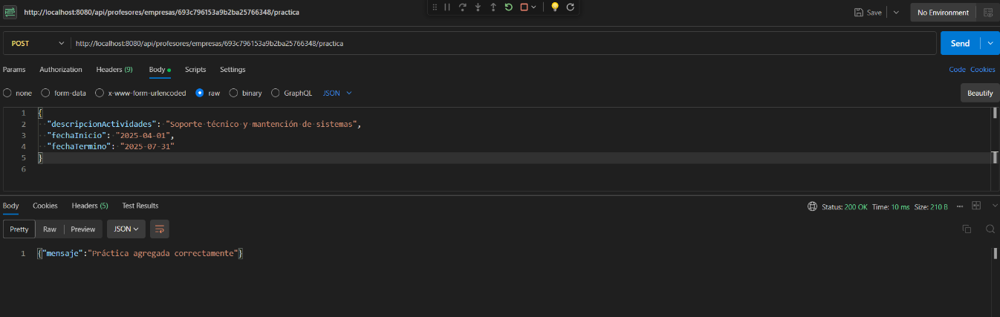 HTTP http://localhost:8080/api/profesores/empresas/693c796153a9b2ba25766348/practica Save No Environment
POST http://localhost:8080/api/profesores/empresas/693c796153a9b2ba25766348/practica Send
Params Authorization Headers (9) Body Scripts Settings Code Cookies
none form-data x-www-form-urlencoded raw binary GraphQL JSON Beautify
1 {
2 "descripcionActividades": "Soporte técnico y mantención de sistemas",
3 "fechaInicio": "2025-04-01",
4 "fechaTermino": "2025-07-31"
5 }
6
Body Cookies Headers (5) Test Results Status: 200 OK Time: 10 ms Size: 210 B
Pretty Raw Preview JSON
1 {"mensaje":"Práctica agregada correctamente"}